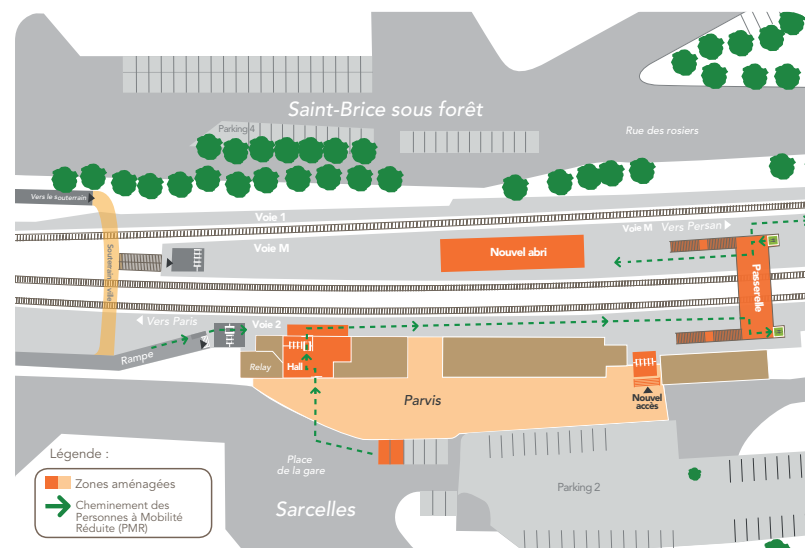 Saint-Brice sous forêt
Parking 4
Rue des rosiers
Vers le souterrain
Voie 1
Voie M
Vers Persan
Voie M
Nouvel abri
Souterrain ville
Passerelle
Vers Paris
Voie 2
Rampe
Relay
Hall
Parvis
Nouvel
accès
Place
de la gare
Parking 2
Sarcelles
Légende :
Zones aménagées
Cheminement des
Personnes à Mobilité
Réduite (PMR)